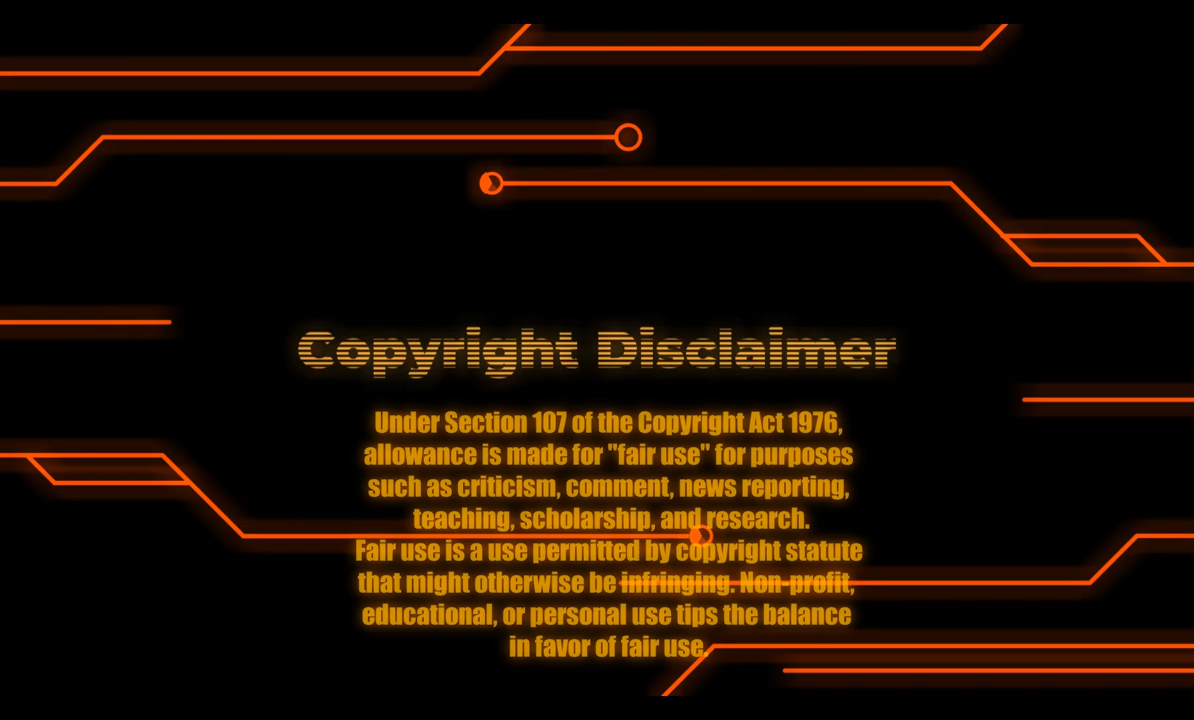 Copyright Disclaimer
Under Section 107 of the Copyright Act 1976,
allowance is made for "fair use" for purposes
such as criticism, comment, news reporting,
teaching, scholarship, and research.
Fair use is a use permitted by copyright statute
that might otherwise be infringing. Non-profit,
educational, or personal use tips the balance
in favor of fair use.